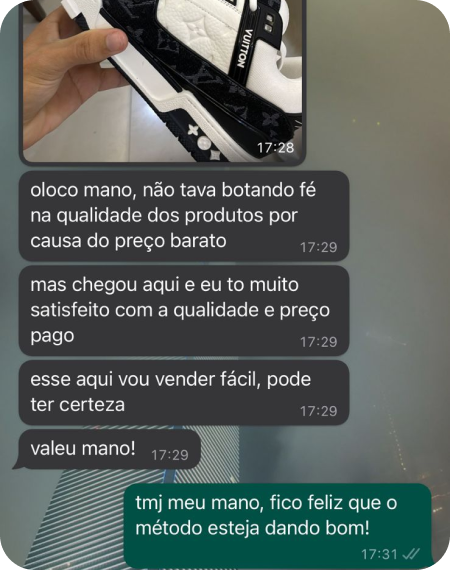 VUITTON
17:28
oloco mano, não tava botando fé
na qualidade dos produtos por
causa do preço barato
17:29
mas chegou aqui e eu to muito
satisfeito com a qualidade e preço
pago
17:29
esse aqui vou vender fácil, pode
ter certeza
17:29
valeu mano! 17:29
tmj meu mano, fico feliz que o
método esteja dando bom!
17:31